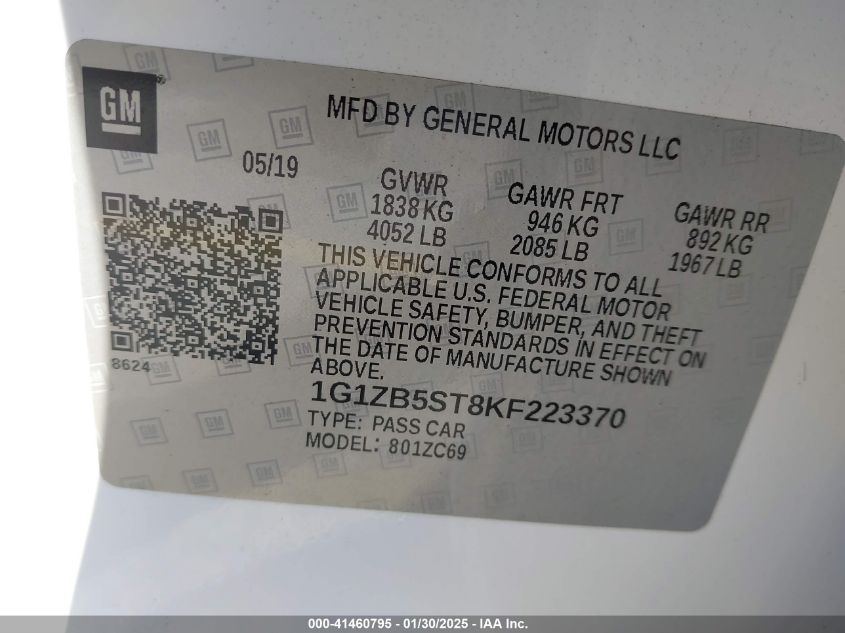 GM
MFD BY GENERAL MOTORS LLC
05/19
GVWR
1838 KG
4052 LB
GAWR FRT
946 KG
2085 LB
GAWR RR
892 KG
1967 LB
THIS VEHICLE CONFORMS TO ALL
APPLICABLE U.S. FEDERAL MOTOR
VEHICLE SAFETY, BUMPER, AND THEFT
PREVENTION STANDARDS IN EFFECT ON
THE DATE OF MANUFACTURE SHOWN
ABOVE.
8624
1G1ZB5ST8KF223370
TYPE: PASS CAR
MODEL: 801ZC69
000-41460795 - 01/30/2025 - IAA Inc.